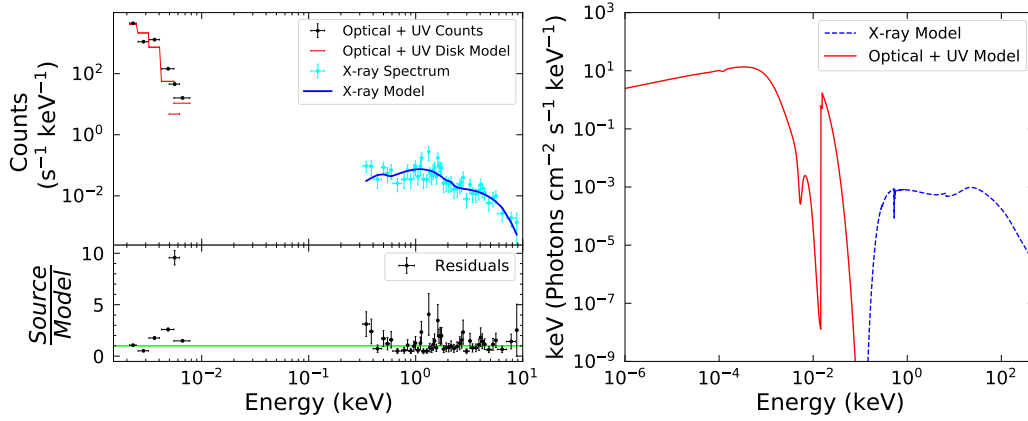 Counts
(s⁻¹ keV⁻¹)
10²
10⁰
10⁻²
Optical + UV Counts
Optical + UV Disk Model
X-ray Spectrum
X-ray Model
Source
Model
10
5
0
Residuals
10⁻² 10⁻¹ 10⁰ 10¹
Energy (keV)
keV (Photons cm⁻² s⁻¹ keV⁻¹)
10³
10¹
10⁻¹
10⁻³
10⁻⁵
10⁻⁷
10⁻⁹
X-ray Model
Optical + UV Model
10⁻⁶ 10⁻⁴ 10⁻² 10⁰ 10²
Energy (keV)